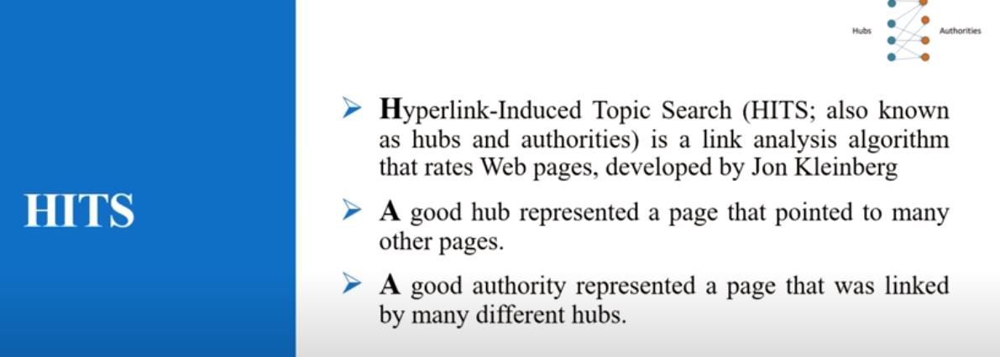 Hubs
Authorities
HITS
Hyperlink-Induced Topic Search (HITS; also known
as hubs and authorities) is a link analysis algorithm
that rates Web pages, developed by Jon Kleinberg
A good hub represented a page that pointed to many
other pages.
A good authority represented a page that was linked
by many different hubs.